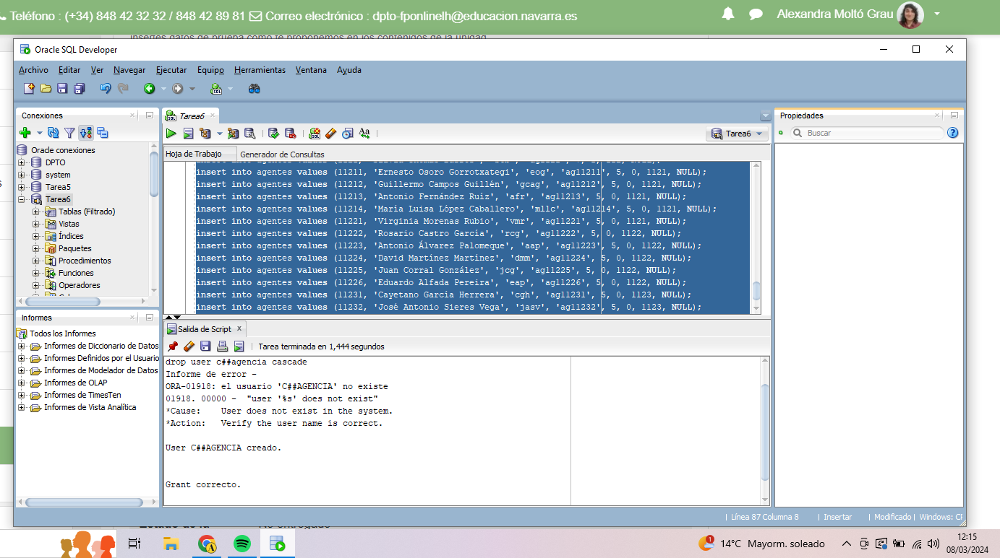 Teléfono : (+34) 848 42 32 32 / 848 42 89 81 Correo electrónico : dpto-fponlinelh@educacion.navarra.es
Alexandra Moltó Grau
insertes datos de prueba como te proponemos en los contenidos de la unidad
Oracle SQL Developer
Archivo Editar Ver Navegar Ejecutar Equipo Herramientas Ventana Ayuda
Conexiones
Oracle conexiones
DPTO
system
Tarea5
Tarea6
Tablas (Filtrado)
Vistas
Índices
Paquetes
Procedimientos
Funciones
Operadores
Informes
Todos los Informes
Informes de Diccionario de Datos
Informes Definidos por el Usuario
Informes de Modelador de Datos
Informes de OLAP
Informes de TimesTen
Informes de Vista Analítica
Tarea6
Tarea6
Hoja de Trabajo Generador de Consultas
insert into agentes values (11211, 'Ernesto Osoro Gorrotxategi', 'eog', 'ag11211', 5, 0, 1121, NULL);
insert into agentes values (11212, 'Guillermo Campos Guillén', 'gcag', 'ag11212', 5, 0, 1121, NULL);
insert into agentes values (11213, 'Antonio Fernández Ruíz', 'afr', 'ag11213', 5, 0, 1121, NULL);
insert into agentes values (11214, 'María Luisa López Caballero', 'mllc', 'ag11214', 5, 0, 1121, NULL);
insert into agentes values (11221, 'Virginia Morenas Rubio', 'vmr', 'ag11221', 5, 0, 1121, NULL);
insert into agentes values (11222, 'Rosario Castro García', 'rcg', 'ag11222', 5, 0, 1122, NULL);
insert into agentes values (11223, 'Antonio Álvarez Palomeque', 'aap', 'ag11223', 5, 0, 1122, NULL);
insert into agentes values (11224, 'David Martínez Martínez', 'dmm', 'ag11224', 5, 0, 1122, NULL);
insert into agentes values (11225, 'Juan Corral González', 'jcg', 'ag11225', 5, 0, 1122, NULL);
insert into agentes values (11226, 'Eduardo Alfada Pereira', 'eap', 'ag11226', 5, 0, 1122, NULL);
insert into agentes values (11231, 'Cayetano García Herrera', 'cgh', 'ag11231', 5, 0, 1123, NULL);
insert into agentes values (11232, 'José Antonio Sieres Vega', 'jasv', 'ag11232', 5, 0, 1123, NULL);
Salida de Script
Tarea terminada en 1,444 segundos
drop user c##agencia cascade
Informe de error -
ORA-01918: el usuario 'C##AGENCIA' no existe
01918. 00000 - "user '%s' does not exist"
*Cause: User does not exist in the system.
*Action: Verify the user name is correct.
User C##AGENCIA creado.
Grant correcto.
Propiedades
Buscar
Línea 87 Columna 8 | Insertar | Modificado | Windows:
14°C Mayorm. soleado
12:15
08/03/2024